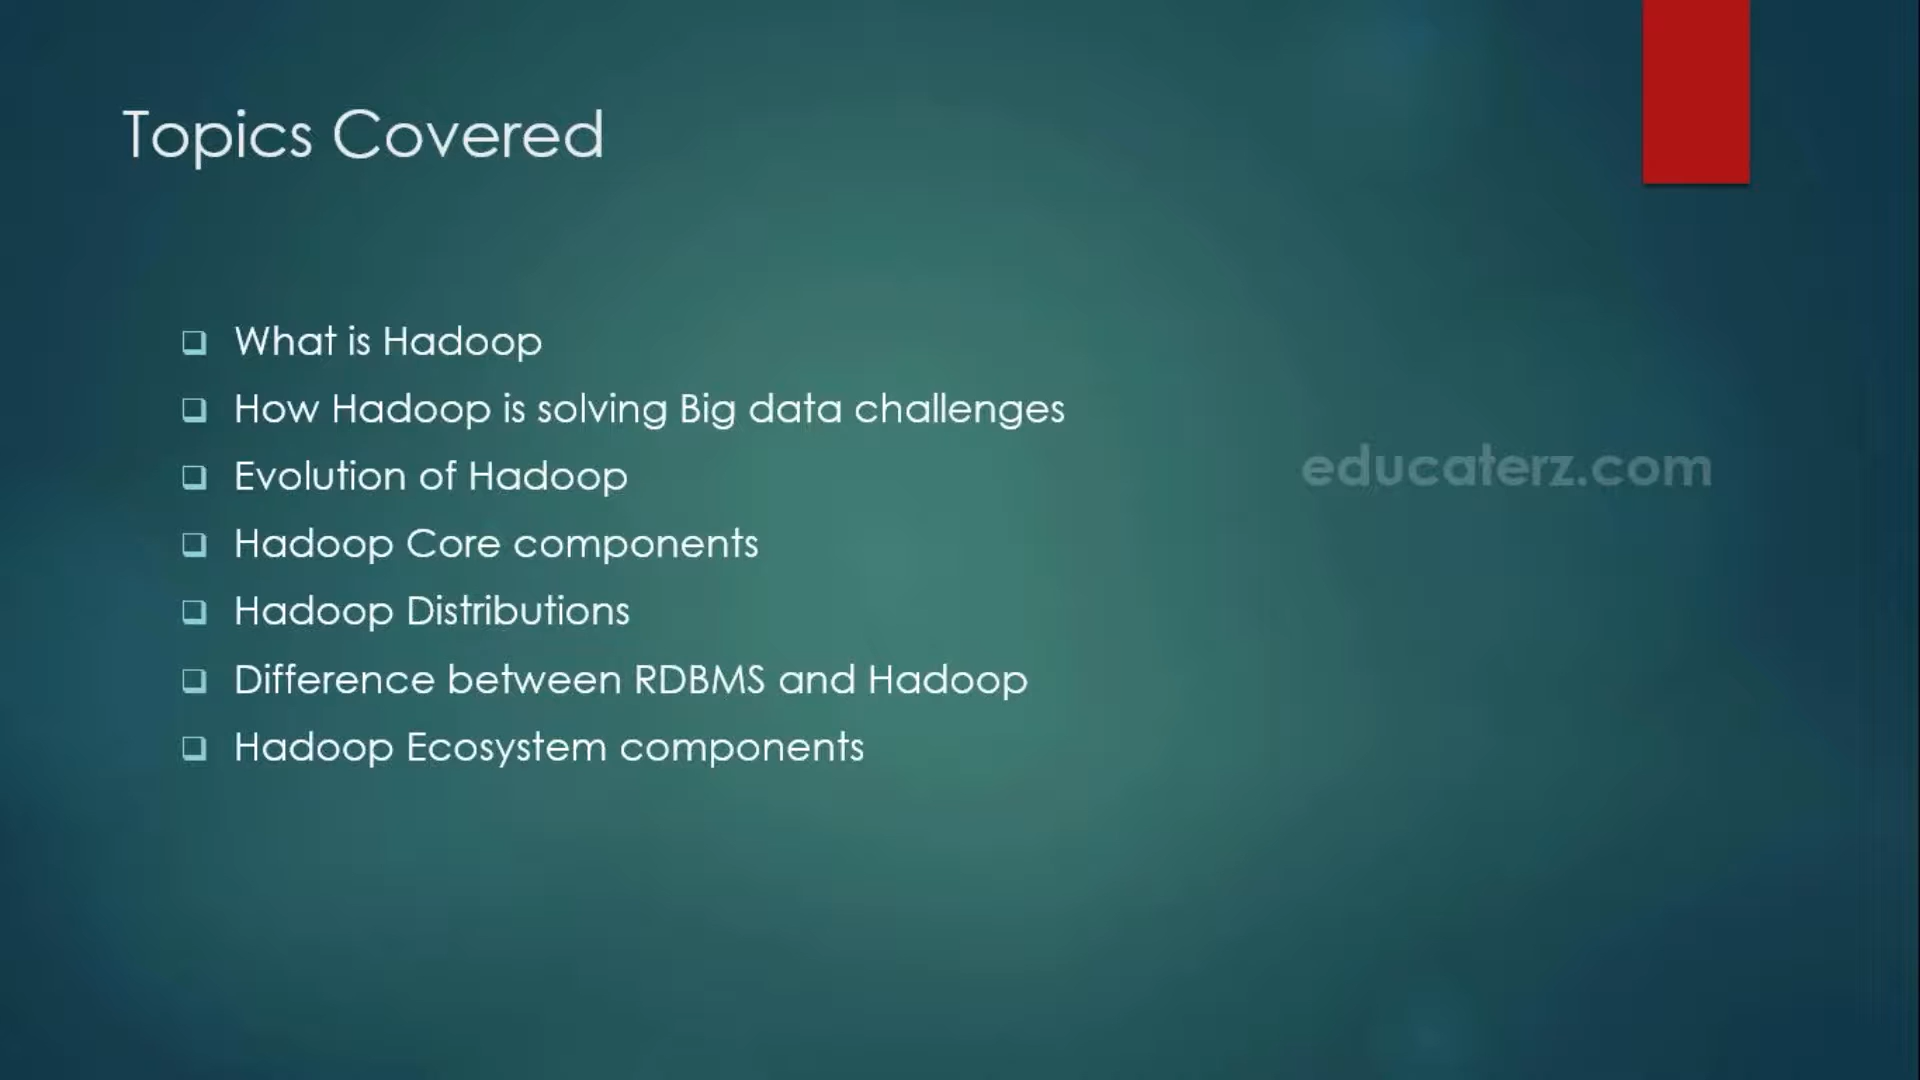 Topics Covered
What is Hadoop
How Hadoop is solving Big data challenges
educaterz.com
Evolution of Hadoop
Hadoop Core components
Hadoop Distributions
Difference between RDBMS and Hadoop
Hadoop Ecosystem components